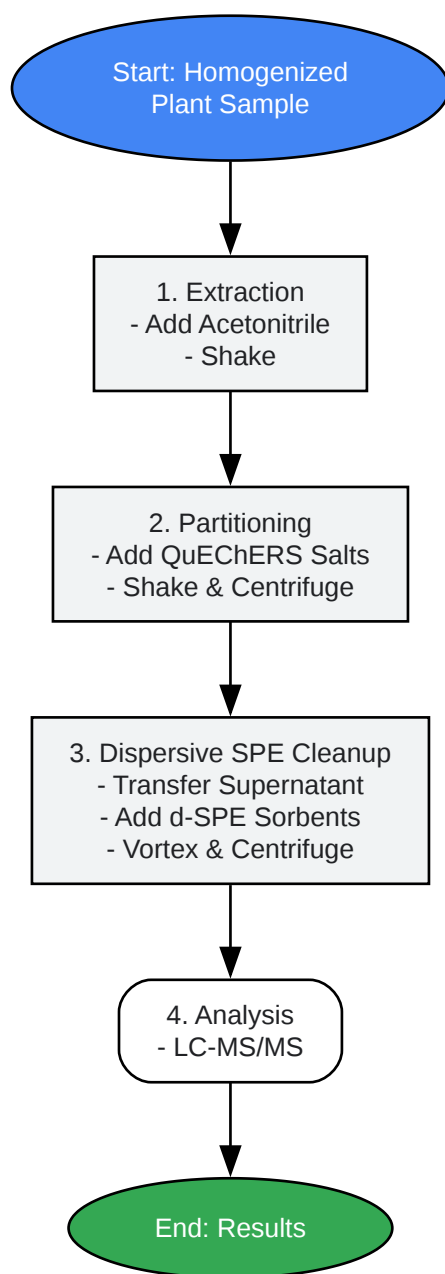 Start: Homogenized
Plant Sample
1. Extraction
- Add Acetonitrile
- Shake
2. Partitioning
- Add QuEChERS Salts
- Shake & Centrifuge
3. Dispersive SPE Cleanup
- Transfer Supernatant
- Add d-SPE Sorbents
- Vortex & Centrifuge
4. Analysis
- LC-MS/MS
End: Results